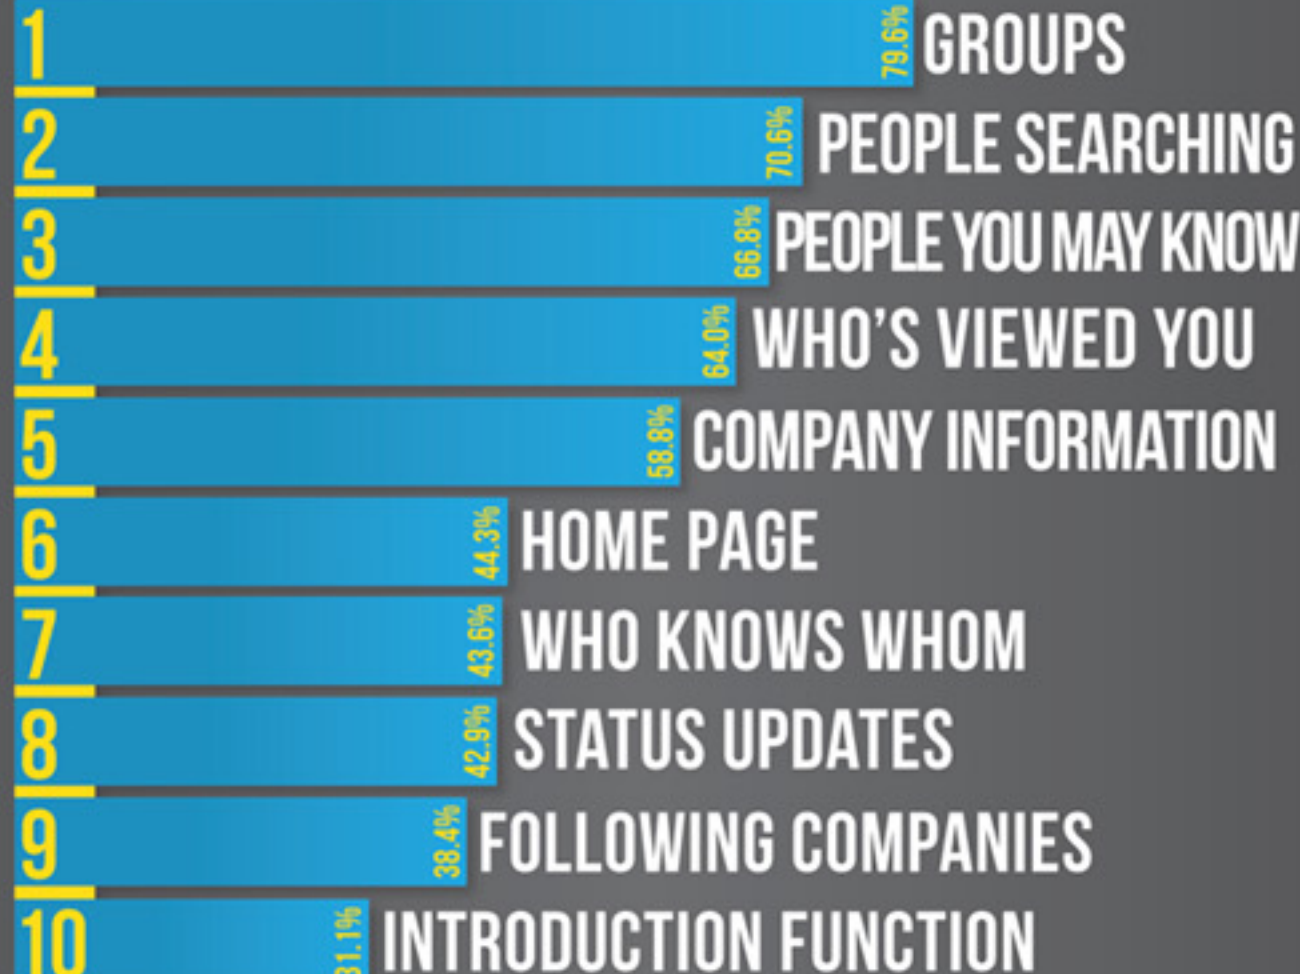 1 79.6% GROUPS
2 70.6% PEOPLE SEARCHING
3 66.8% PEOPLE YOU MAY KNOW
4 64.0% WHO'S VIEWED YOU
5 58.8% COMPANY INFORMATION
6 44.3% HOME PAGE
7 43.6% WHO KNOWS WHOM
8 42.9% STATUS UPDATES
9 38.4% FOLLOWING COMPANIES
10 31.1% INTRODUCTION FUNCTION